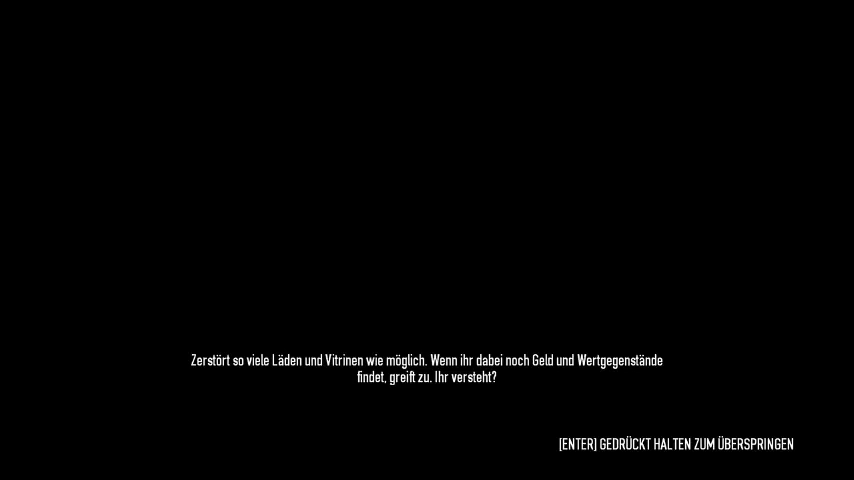 Zerstört so viele Läden und Vitrinen wie möglich. Wenn ihr dabei noch Geld und Wertgegenstände
findet, greift zu. Ihr versteht?
[ENTER] GEDRÜCKT HALTEN ZUM ÜBERSPRINGEN